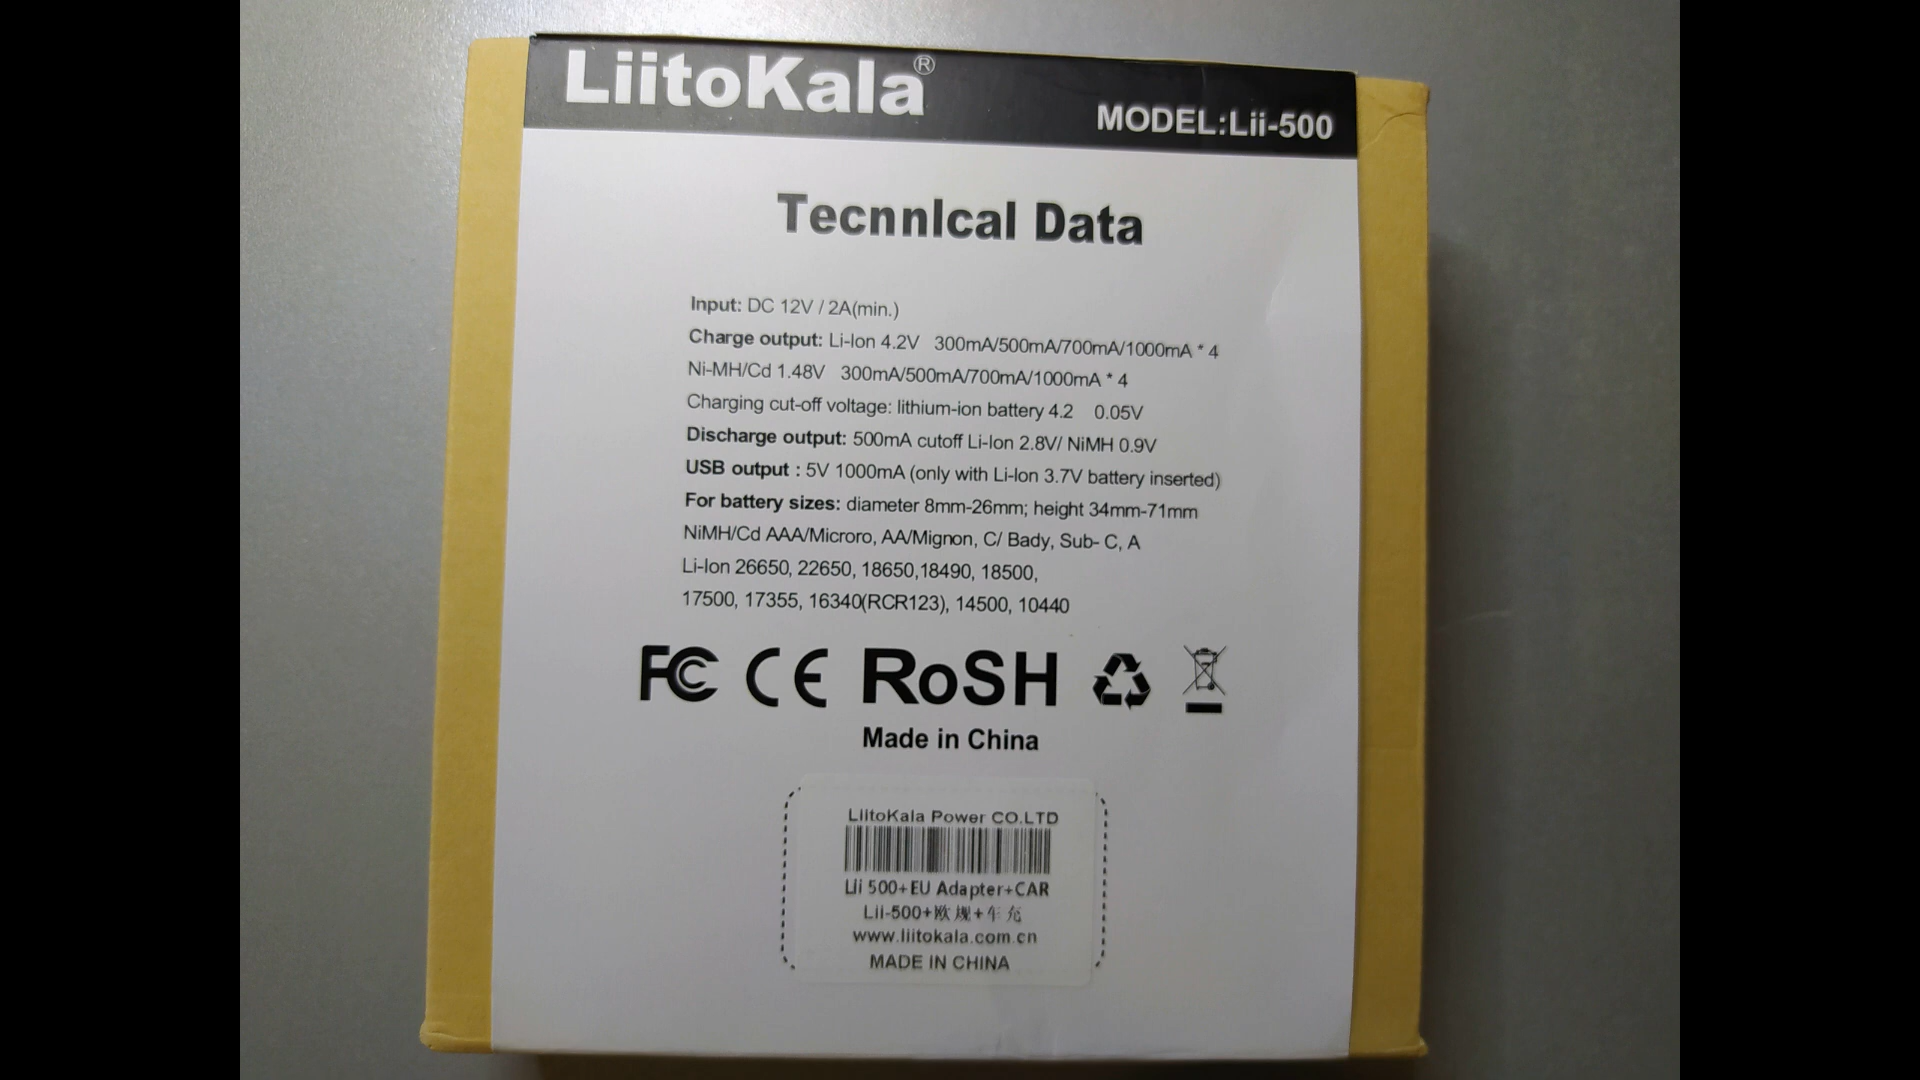 LiitoKala®
MODEL:Lii-500
TecnnIcal Data
Input: DC 12V / 2A(min.)
Charge output: Li-Ion 4.2V 300mA/500mA/700mA/1000mA * 4
Ni-MH/Cd 1.48V 300mA/500mA/700mA/1000mA * 4
Charging cut-off voltage: lithium-ion battery 4.2 0.05V
Discharge output: 500mA cutoff Li-Ion 2.8V/ NiMH 0.9V
USB output : 5V 1000mA (only with Li-Ion 3.7V battery inserted)
For battery sizes: diameter 8mm-26mm; height 34mm-71mm
NiMH/Cd AAA/Microro, AA/Mignon, C/ Bady, Sub- C, A
Li-Ion 26650, 22650, 18650,18490, 18500,
17500, 17355, 16340(RCR123), 14500, 10440
FC CE RoSH
Made in China
LiitoKala Power CO.LTD
Lii 500+EU Adapter+CAR
Lii-500+欧规+车充
www.liitokala.com.cn
MADE IN CHINA